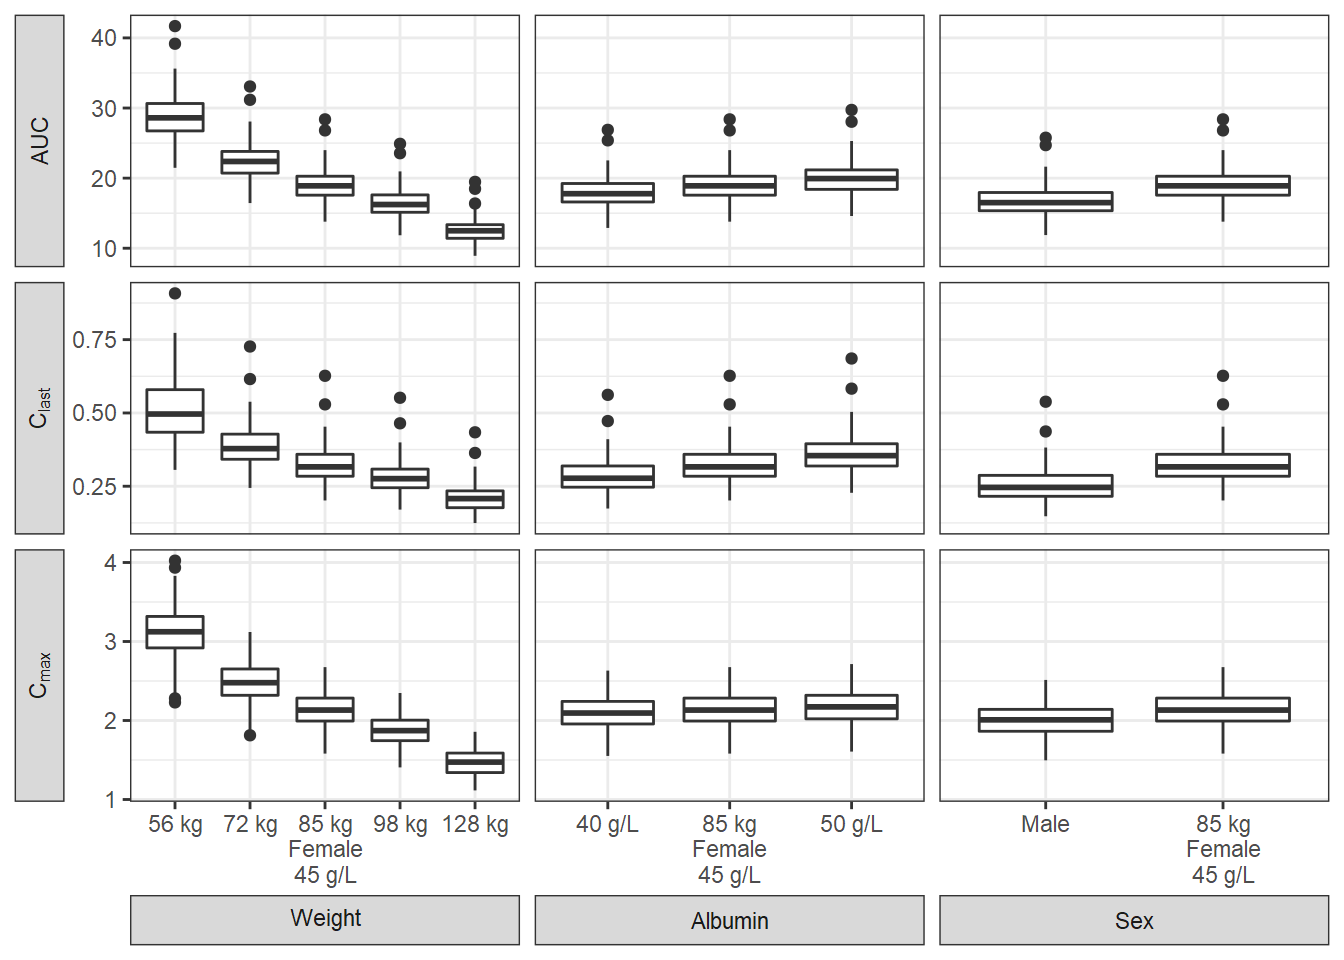 AUC
40
30
20
10
Clast
0.75
0.50
0.25
Cmax
4
3
2
1
56 kg 72 kg 85 kg 98 kg 128 kg
Female
45 g/L
40 g/L 85 kg 50 g/L
Female
45 g/L
Male 85 kg
Female
45 g/L
Weight
Albumin
Sex